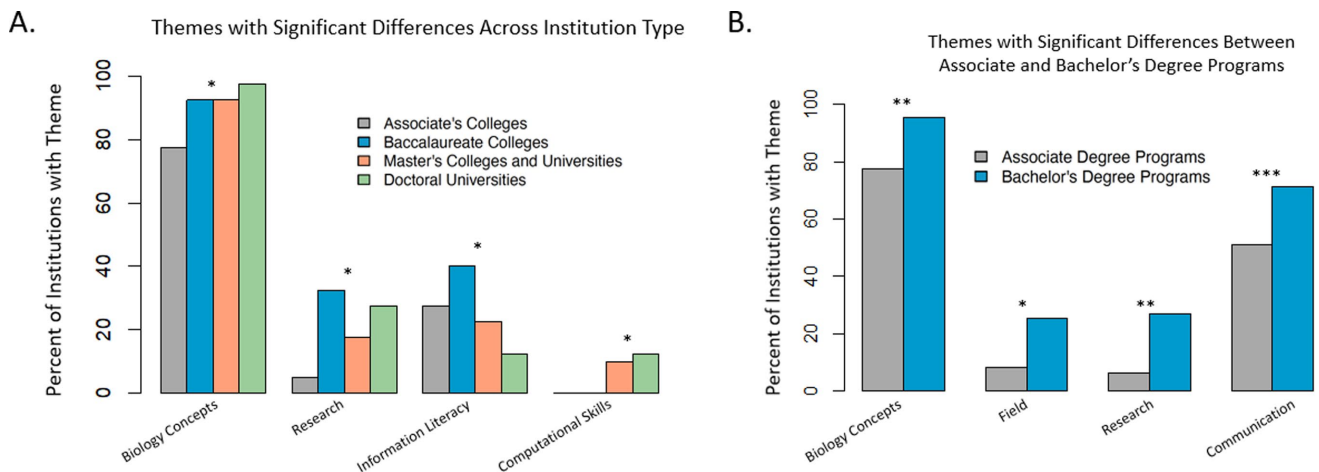 A.
Themes with Significant Differences Across Institution Type
Percent of Institutions with Theme
100
80
60
40
20
0
*
*
*
*
Associate's Colleges
Baccalaureate Colleges
Master's Colleges and Universities
Doctoral Universities
Biology Concepts
Research
Information Literacy
Computational Skills
B.
Themes with Significant Differences Between
Associate and Bachelor's Degree Programs
Percent of Institutions with Theme
100
80
60
40
20
0
**
*
**
***
Associate Degree Programs
Bachelor's Degree Programs
Biology Concepts
Field
Research
Communication